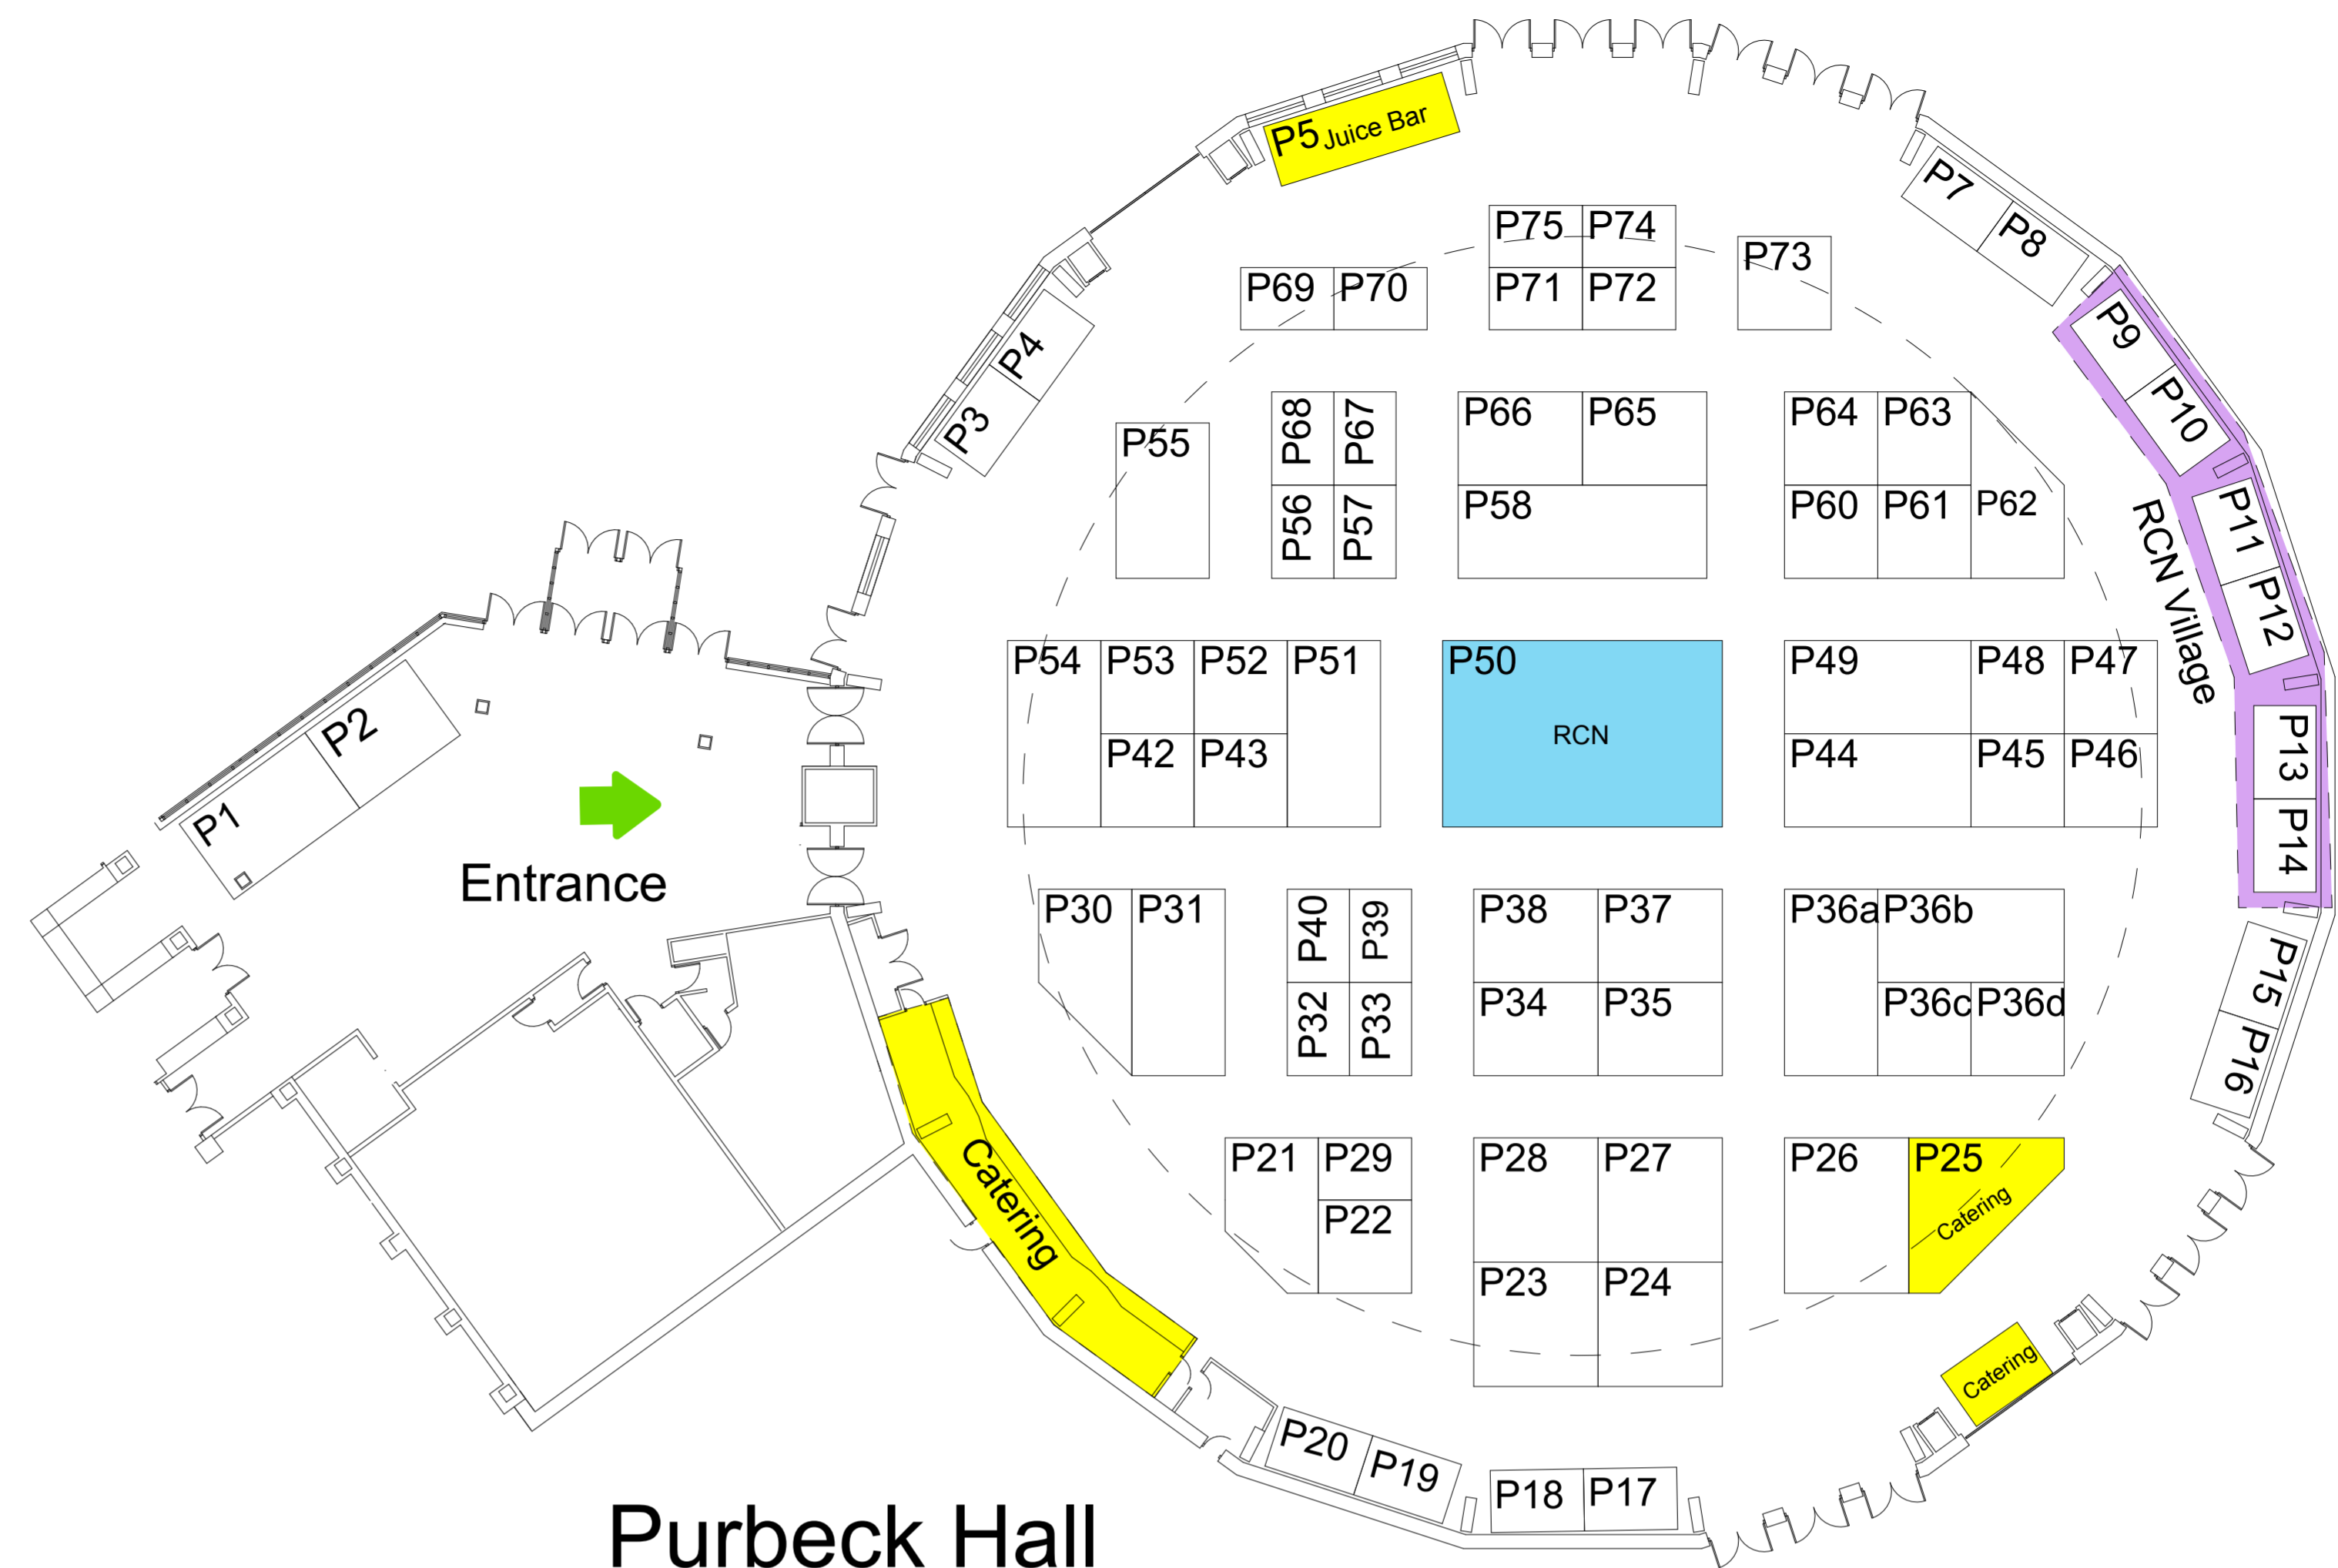 P5 Juice Bar
P7
P8
P75 P74
P73
P69 P70 P71 P72
P9
P10
P4
P3
P55
P68 P67
P66 P65
P64 P63
P56 P57
P58
P60 P61 P62
P11
P12
RCN Village
P54 P53 P52 P51
P50
RCN
P49 P48 P47
P42 P43
P44 P45 P46
P13
P14
P2
P1
Entrance
P30 P31
P40 P39
P38 P37
P36a P36b
P32 P33
P34 P35
P36c P36d
P15
P16
Catering
P21 P29
P22
P28 P27
P23 P24
P26 P25
Catering
Catering
P20
P19
P18 P17
Purbeck Hall